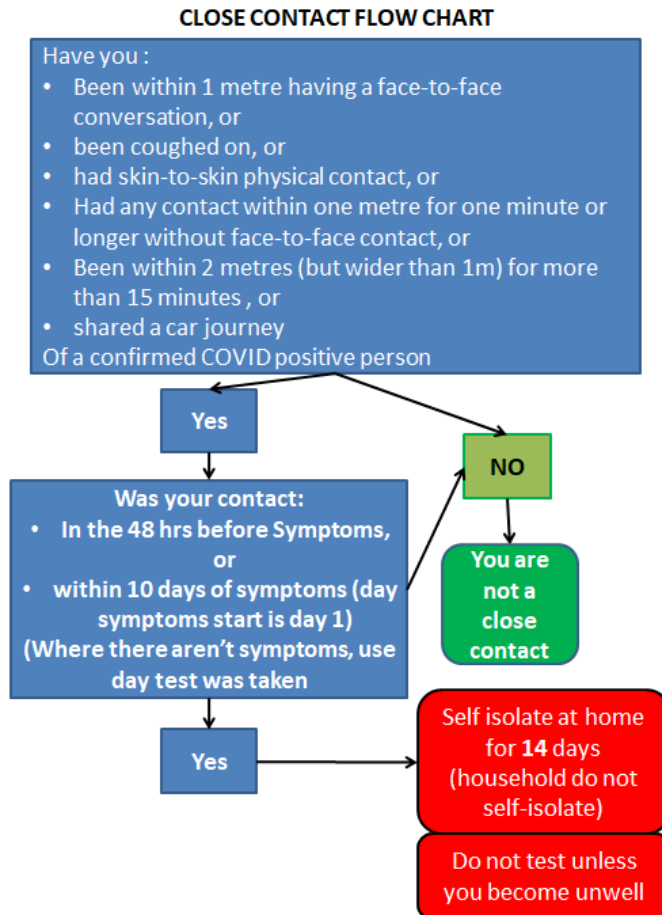 CLOSE CONTACT FLOW CHART
Have you :
• Been within 1 metre having a face-to-face
conversation, or
• been coughed on, or
• had skin-to-skin physical contact, or
• Had any contact within one metre for one minute or
longer without face-to-face contact, or
• Been within 2 metres (but wider than 1m) for more
than 15 minutes , or
• shared a car journey
Of a confirmed COVID positive person
Yes
NO
Was your contact:
• In the 48 hrs before Symptoms,
or
• within 10 days of symptoms (day
symptoms start is day 1)
(Where there aren’t symptoms, use
day test was taken
You are
not a
close
contact
Yes
Self isolate at home
for 14 days
(household do not
self-isolate)
Do not test unless
you become unwell